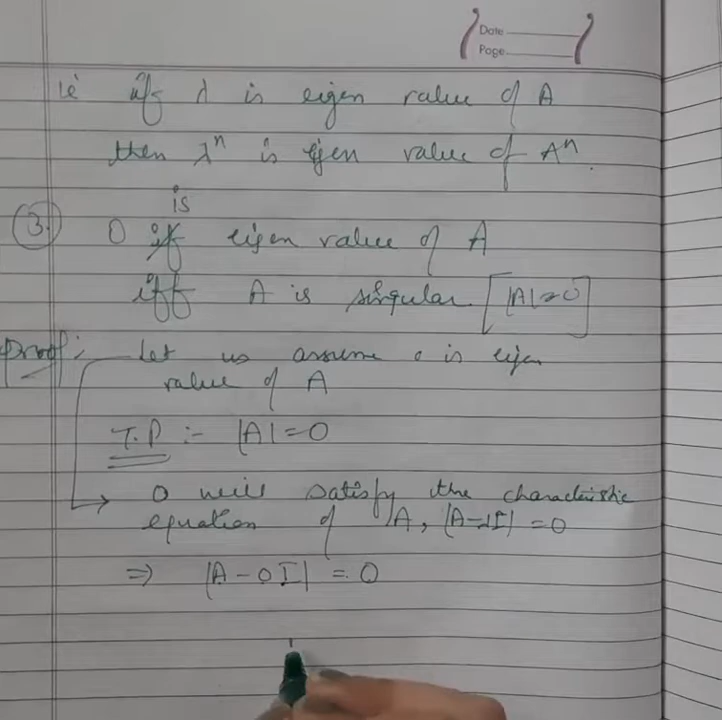 Date
Page
ie if λ is eigen value of A
then λⁿ is eigen value of Aⁿ.
is
③ 0 if eigen value of A
iff A is singular [|A|=0]
Proof:- Let us assume 0 is eigen
value of A
T.P :- |A|=0
0 will satisfy the characteristic
equation of A, |A-λI| =0
⇒ |A-0I| = 0